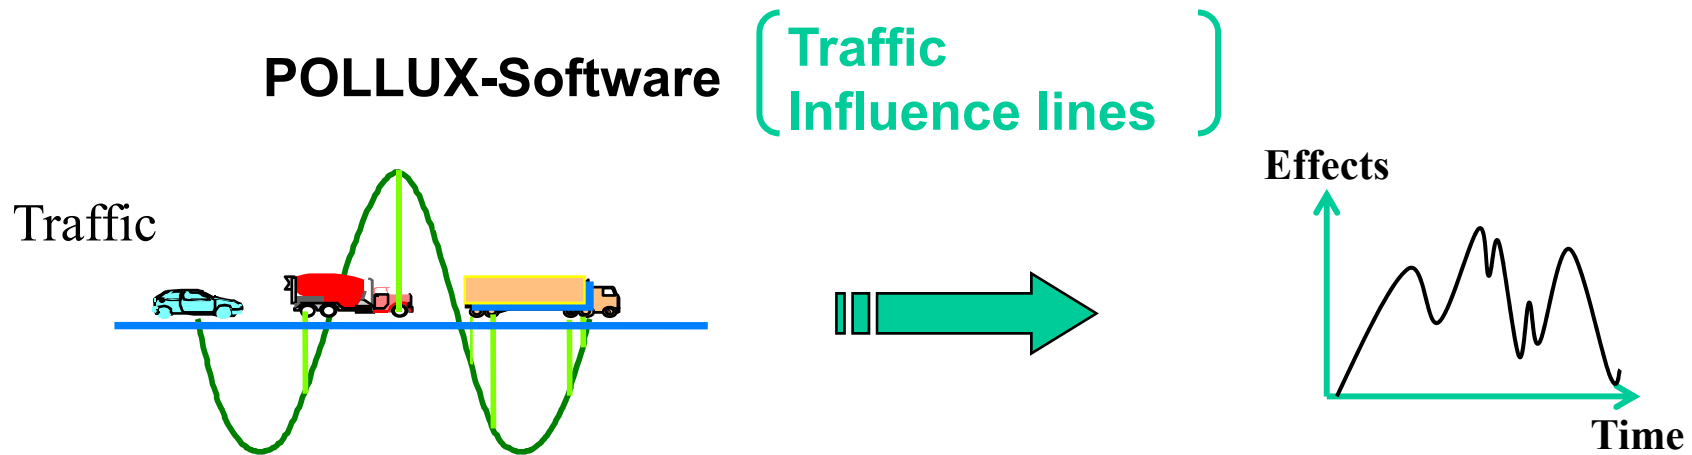 POLLUX-Software
Traffic
Influence lines
Traffic
Effects
Time